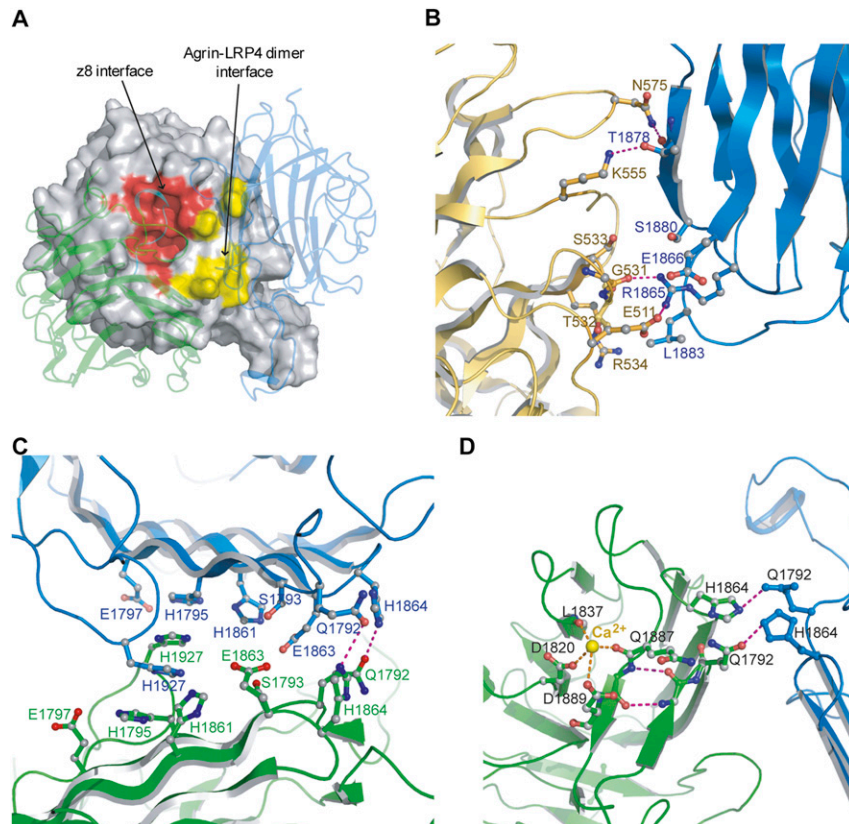 A
z8 interface
Agrin-LRP4 dimer
interface
B
N575
T1878
K555
S1880
S533
E1866
G531
R1865
E511
T532
L1883
R534
C
E1797
H1795
H1861
S1793
Q1792
H1864
E1863
H1927
E1863
Q1792
H1927
S1793
H1864
E1797
H1795
H1861
D
H1864
Q1792
L1837
Ca²⁺
Q1887
H1864
D1820
Q1792
D1889